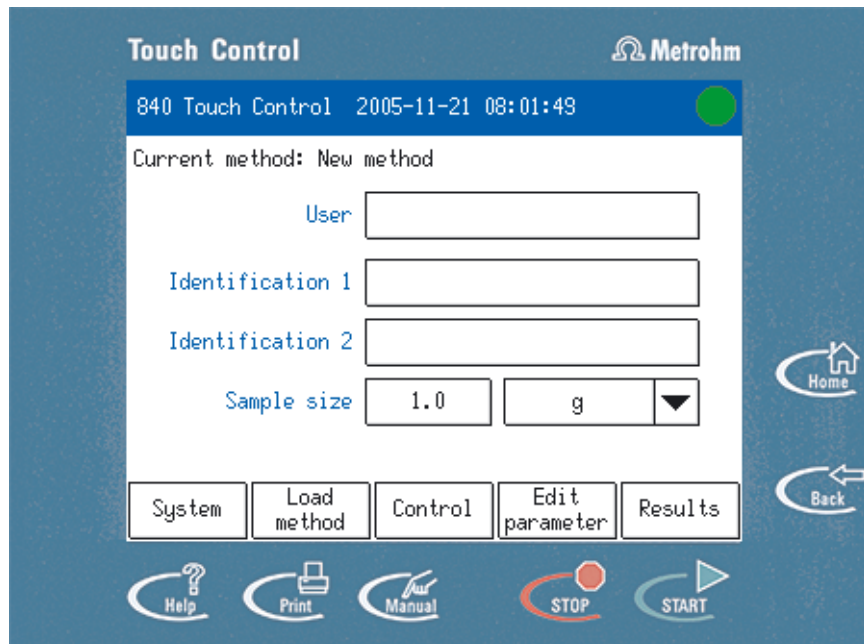 Touch Control Metrohm
840 Touch Control 2005-11-21 08:01:49
Current method: New method
User
Identification 1
Identification 2
Sample size 1.0 g
Home
System Load method Control Edit parameter Results
Back
Help Print Manual STOP START